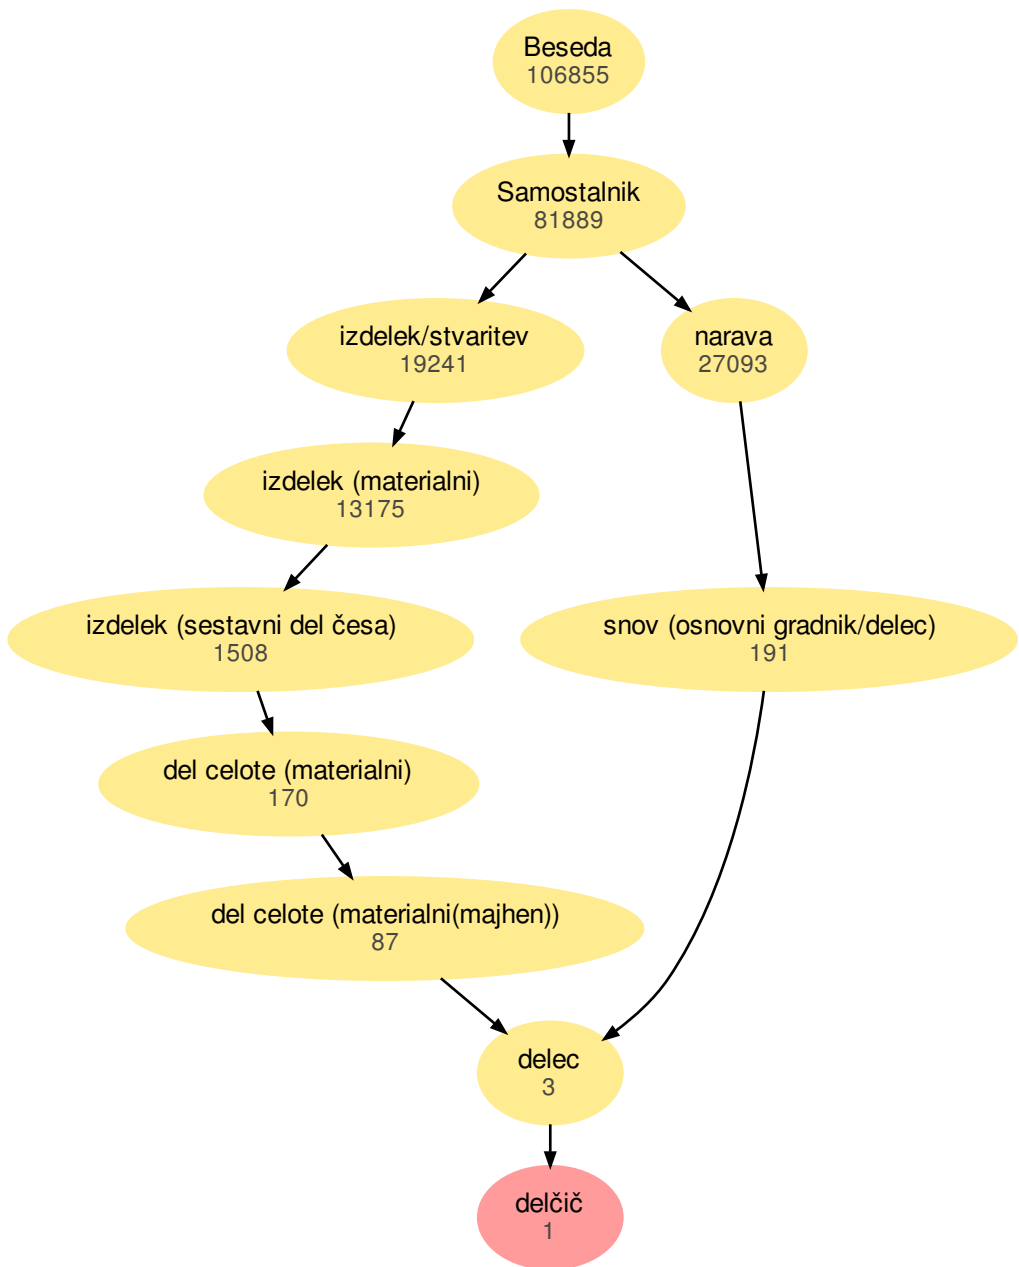 Beseda
106855
Samostalnik
81889
izdelek/stvaritev
19241
narava
27093
izdelek (materialni)
13175
izdelek (sestavni del česa)
1508
snov (osnovni gradnik/delec)
191
del celote (materialni)
170
del celote (materialni(majhen))
87
delec
3
delčič
1